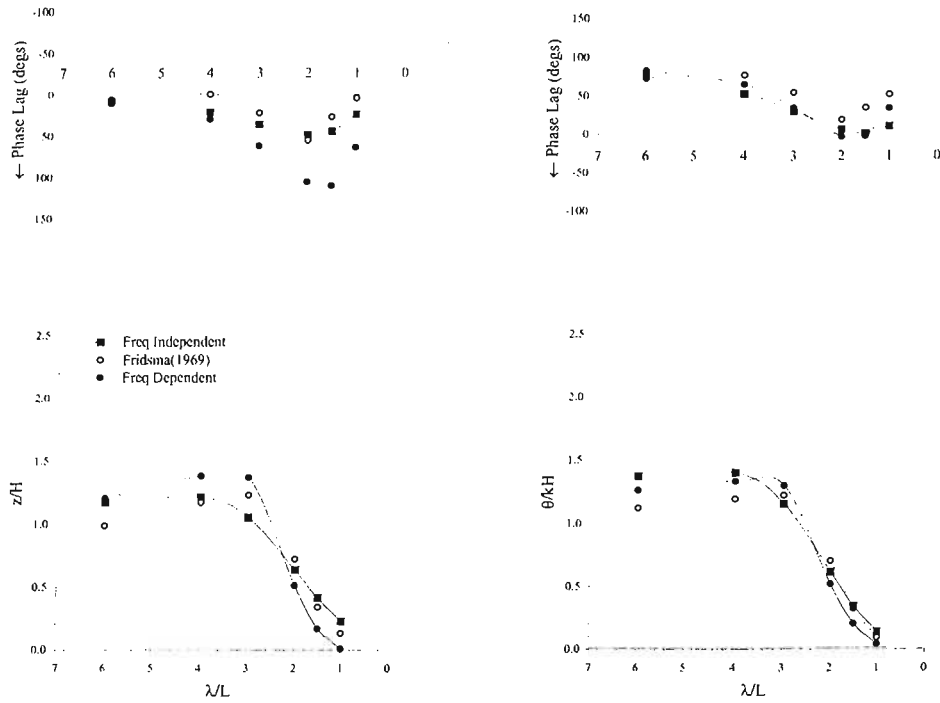 -100
-50
7 6 5 4 3 2 1 0
0
50
100
150
← Phase Lag (degs)
150
100
50
0
7 6 5 4 3 2 1 0
-50
-100
← Phase Lag (degs)
2.5
2.0
1.5
1.0
0.5
0.0
z/H
Freq Independent
Fridsma(1969)
Freq Dependent
7 6 5 4 3 2 1 0
λ/L
2.5
2.0
1.5
1.0
0.5
0.0
θ/kH
7 6 5 4 3 2 1 0
λ/L